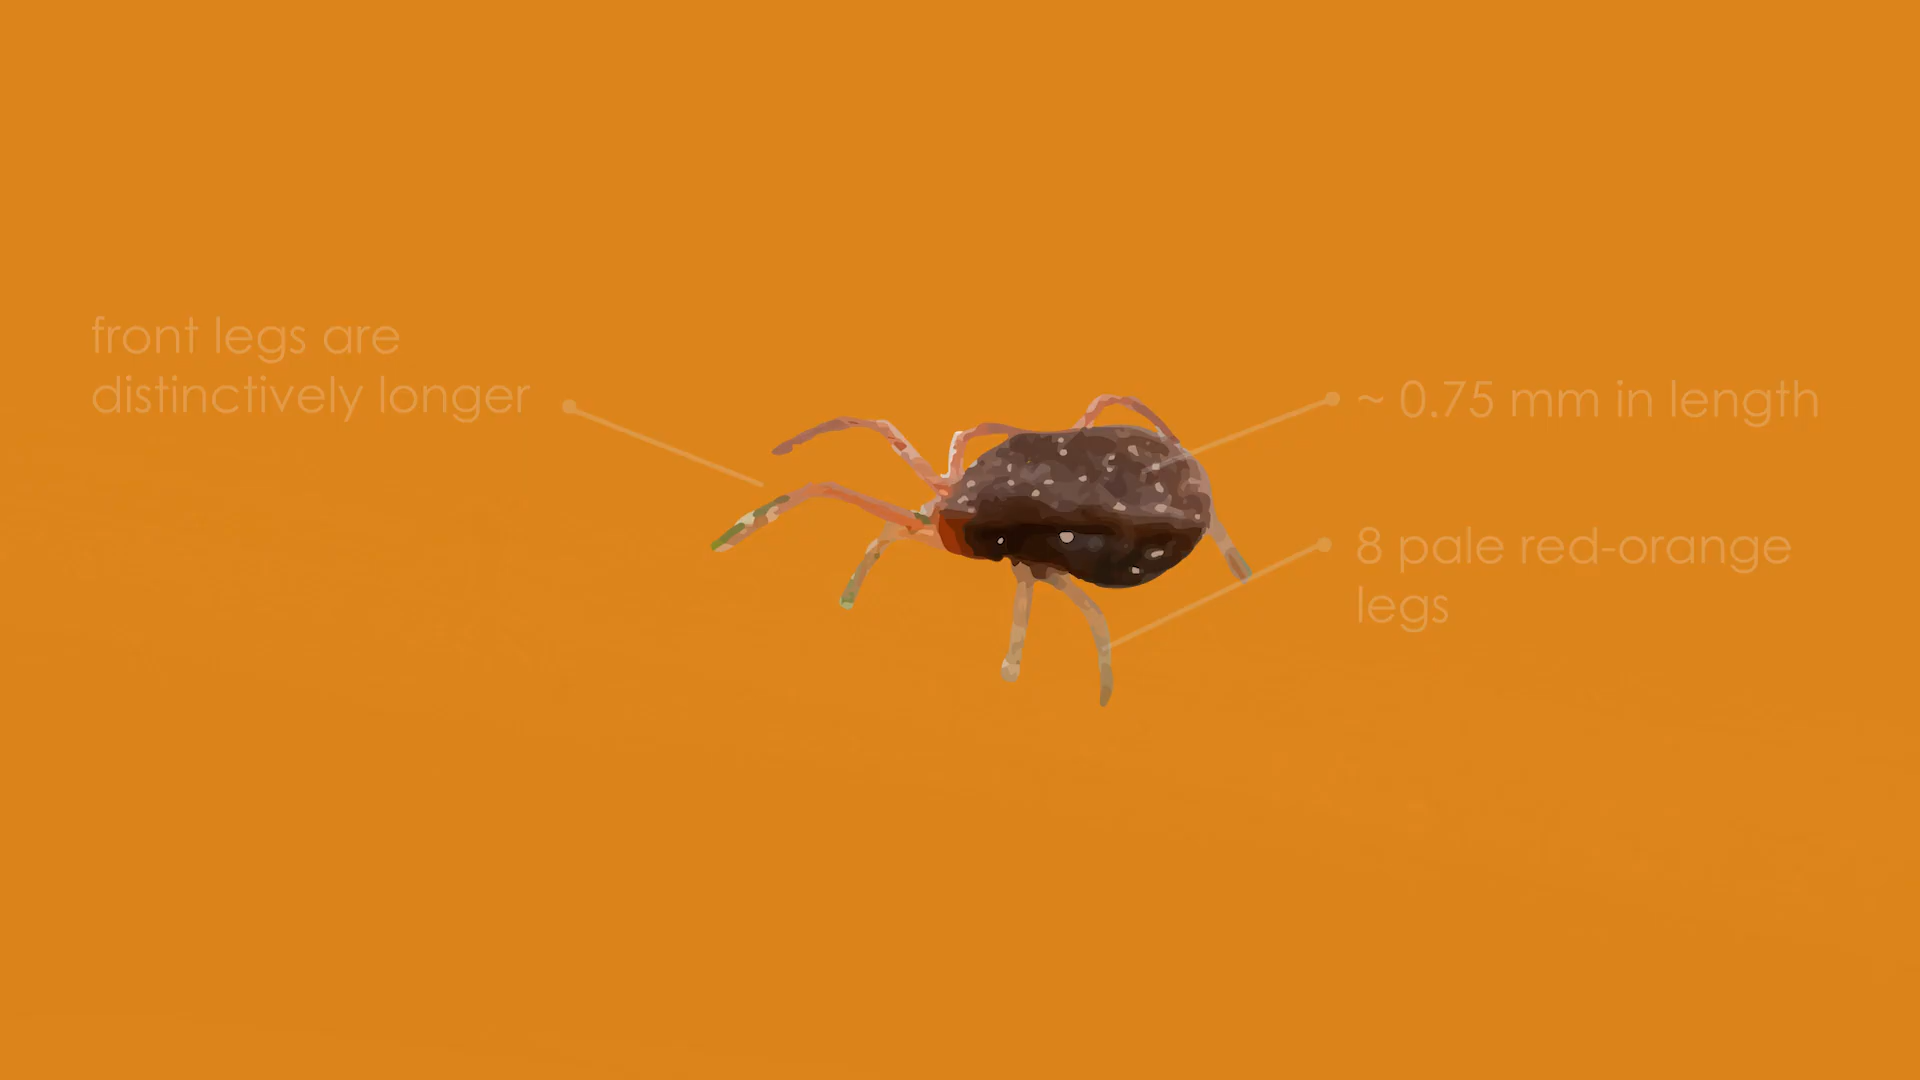 front legs are
distinctively longer
~ 0.75 mm in length
8 pale red-orange
legs